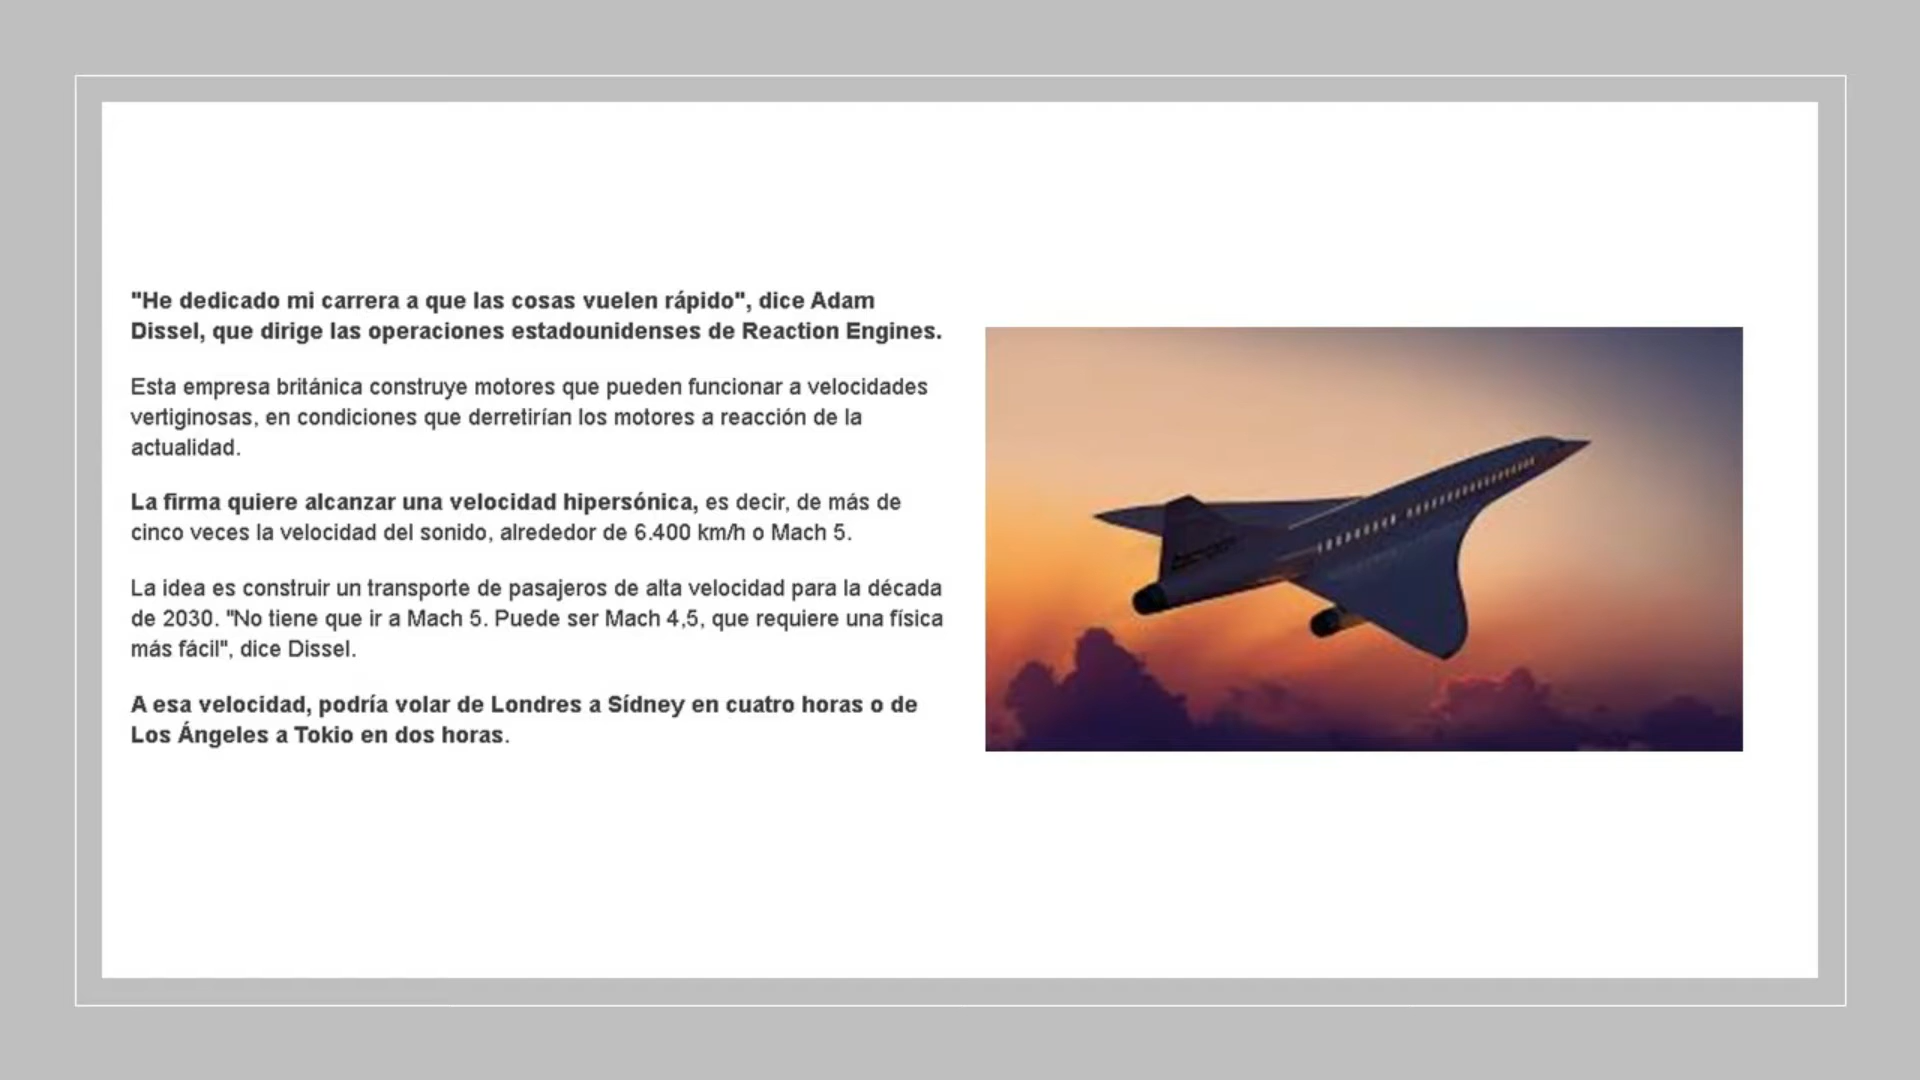 "He dedicado mi carrera a que las cosas vuelen rápido", dice Adam
Dissel, que dirige las operaciones estadounidenses de Reaction Engines.
Esta empresa británica construye motores que pueden funcionar a velocidades
vertiginosas, en condiciones que derretirían los motores a reacción de la
actualidad.
La firma quiere alcanzar una velocidad hipersónica, es decir, de más de
cinco veces la velocidad del sonido, alrededor de 6.400 km/h o Mach 5.
La idea es construir un transporte de pasajeros de alta velocidad para la década
de 2030. "No tiene que ir a Mach 5. Puede ser Mach 4,5, que requiere una física
más fácil", dice Dissel.
A esa velocidad, podría volar de Londres a Sídney en cuatro horas o de
Los Ángeles a Tokio en dos horas.